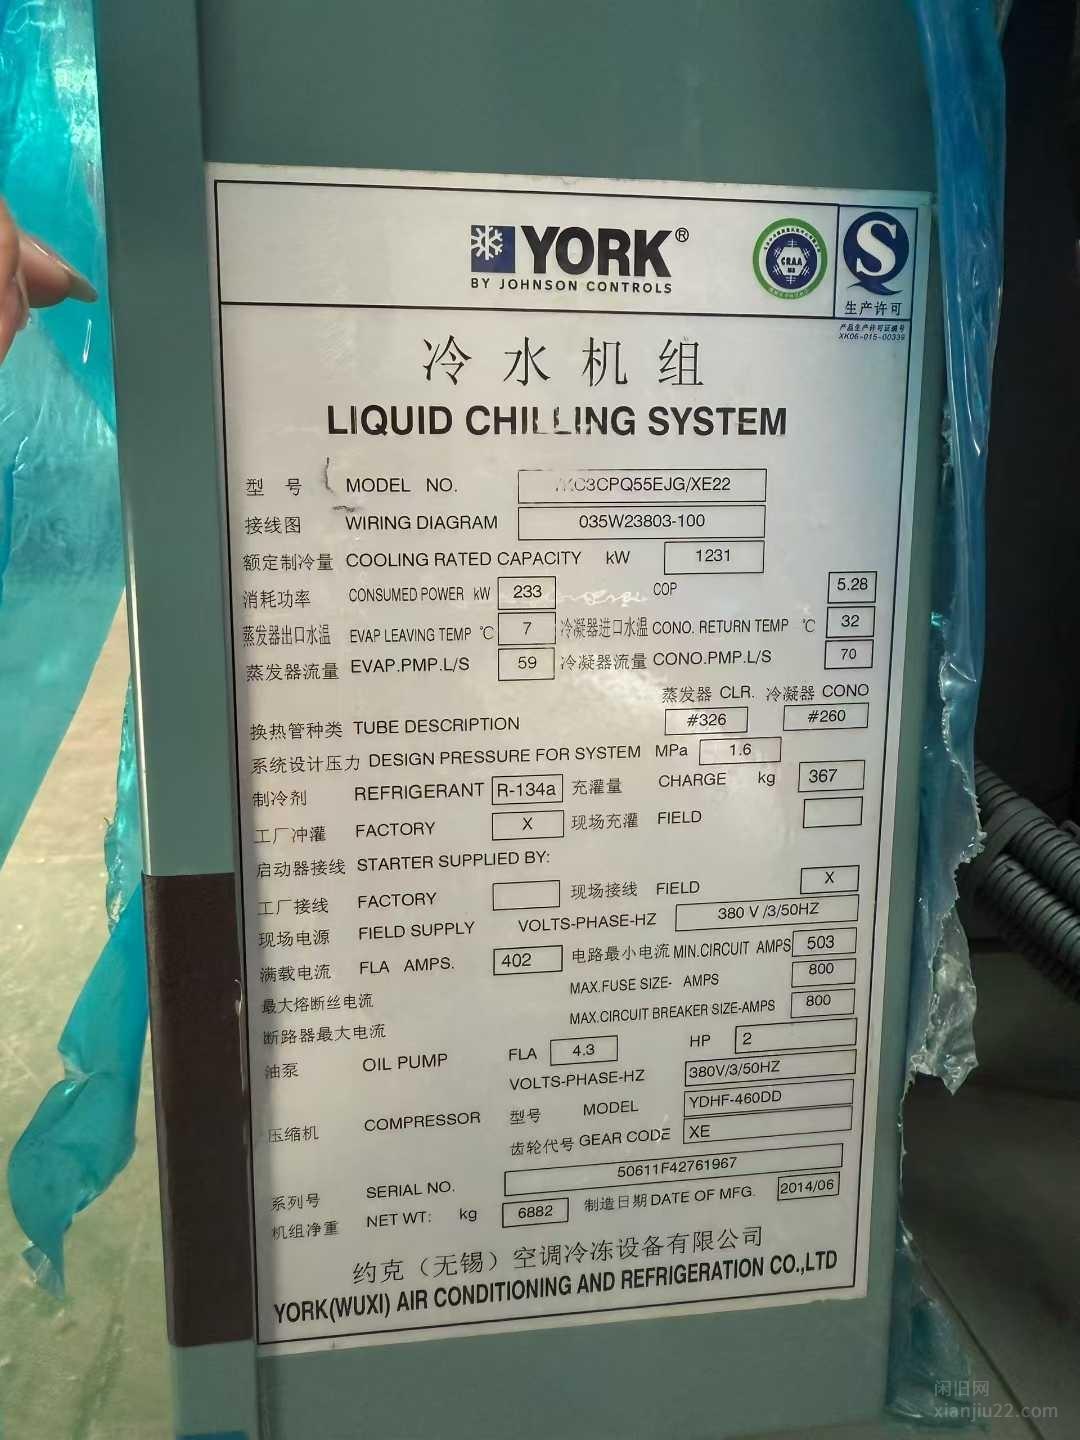 YORK®
BY JOHNSON CONTROLS
CRAA
生产许可
产品生产许可证编号
XK06-015-00339
冷水机组
LIQUID CHILLING SYSTEM
型号 MODEL NO. C3CPQ55EJG/XE22
接线图 WIRING DIAGRAM 035W23803-100
额定制冷量 COOLING RATED CAPACITY kW 1231
消耗功率 CONSUMED POWER kW 233 COP 5.28
蒸发器出口水温 EVAP LEAVING TEMP ℃ 7 冷凝器进口水温 CONO. RETURN TEMP ℃ 32
蒸发器流量 EVAP.PMP.L/S 59 冷凝器流量 CONO.PMP.L/S 70
蒸发器 CLR. 冷凝器 CONO
换热管种类 TUBE DESCRIPTION #326 #260
系统设计压力 DESIGN PRESSURE FOR SYSTEM MPa 1.6
制冷剂 REFRIGERANT R-134a 充灌量 CHARGE kg 367
工厂冲灌 FACTORY X 现场充灌 FIELD
启动器接线 STARTER SUPPLIED BY:
工厂接线 FACTORY 现场接线 FIELD X
现场电源 FIELD SUPPLY VOLTS-PHASE-HZ 380 V /3/50HZ
满载电流 FLA AMPS. 402 电路最小电流 MIN.CIRCUIT AMPS 503
最大熔断丝电流 MAX.FUSE SIZE- AMPS 800
断路器最大电流 MAX.CIRCUIT BREAKER SIZE-AMPS 800
油泵 OIL PUMP FLA 4.3 HP 2
VOLTS-PHASE-HZ 380V/3/50HZ
压缩机 COMPRESSOR 型号 MODEL YDHF-460DD
齿轮代号 GEAR CODE XE
系列号 SERIAL NO. 50611F42761967
机组净重 NET WT: kg 6882 制造日期 DATE OF MFG. 2014/06
约克（无锡）空调冷冻设备有限公司
YORK(WUXI) AIR CONDITIONING AND REFRIGERATION CO.,LTD
闲旧网
xianjiu22.com